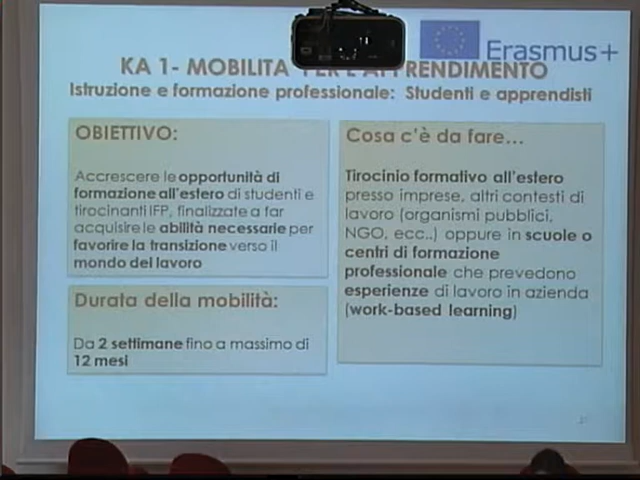 Erasmus+
KA 1- MOBILITA PER L'APPRENDIMENTO
Istruzione e formazione professionale: Studenti e apprendisti
OBIETTIVO:
Accrescere le opportunità di
formazione all'estero di studenti e
tirocinanti IFP, finalizzate a far
acquisire le abilità necessarie per
favorire la transizione verso il
mondo del lavoro
Durata della mobilità:
Da 2 settimane fino a massimo di
12 mesi
Cosa c'è da fare...
Tirocinio formativo all'estero
presso imprese, altri contesti di
lavoro (organismi pubblici,
NGO, ecc..) oppure in scuole o
centri di formazione
professionale che prevedono
esperienze di lavoro in azienda
(work-based learning)